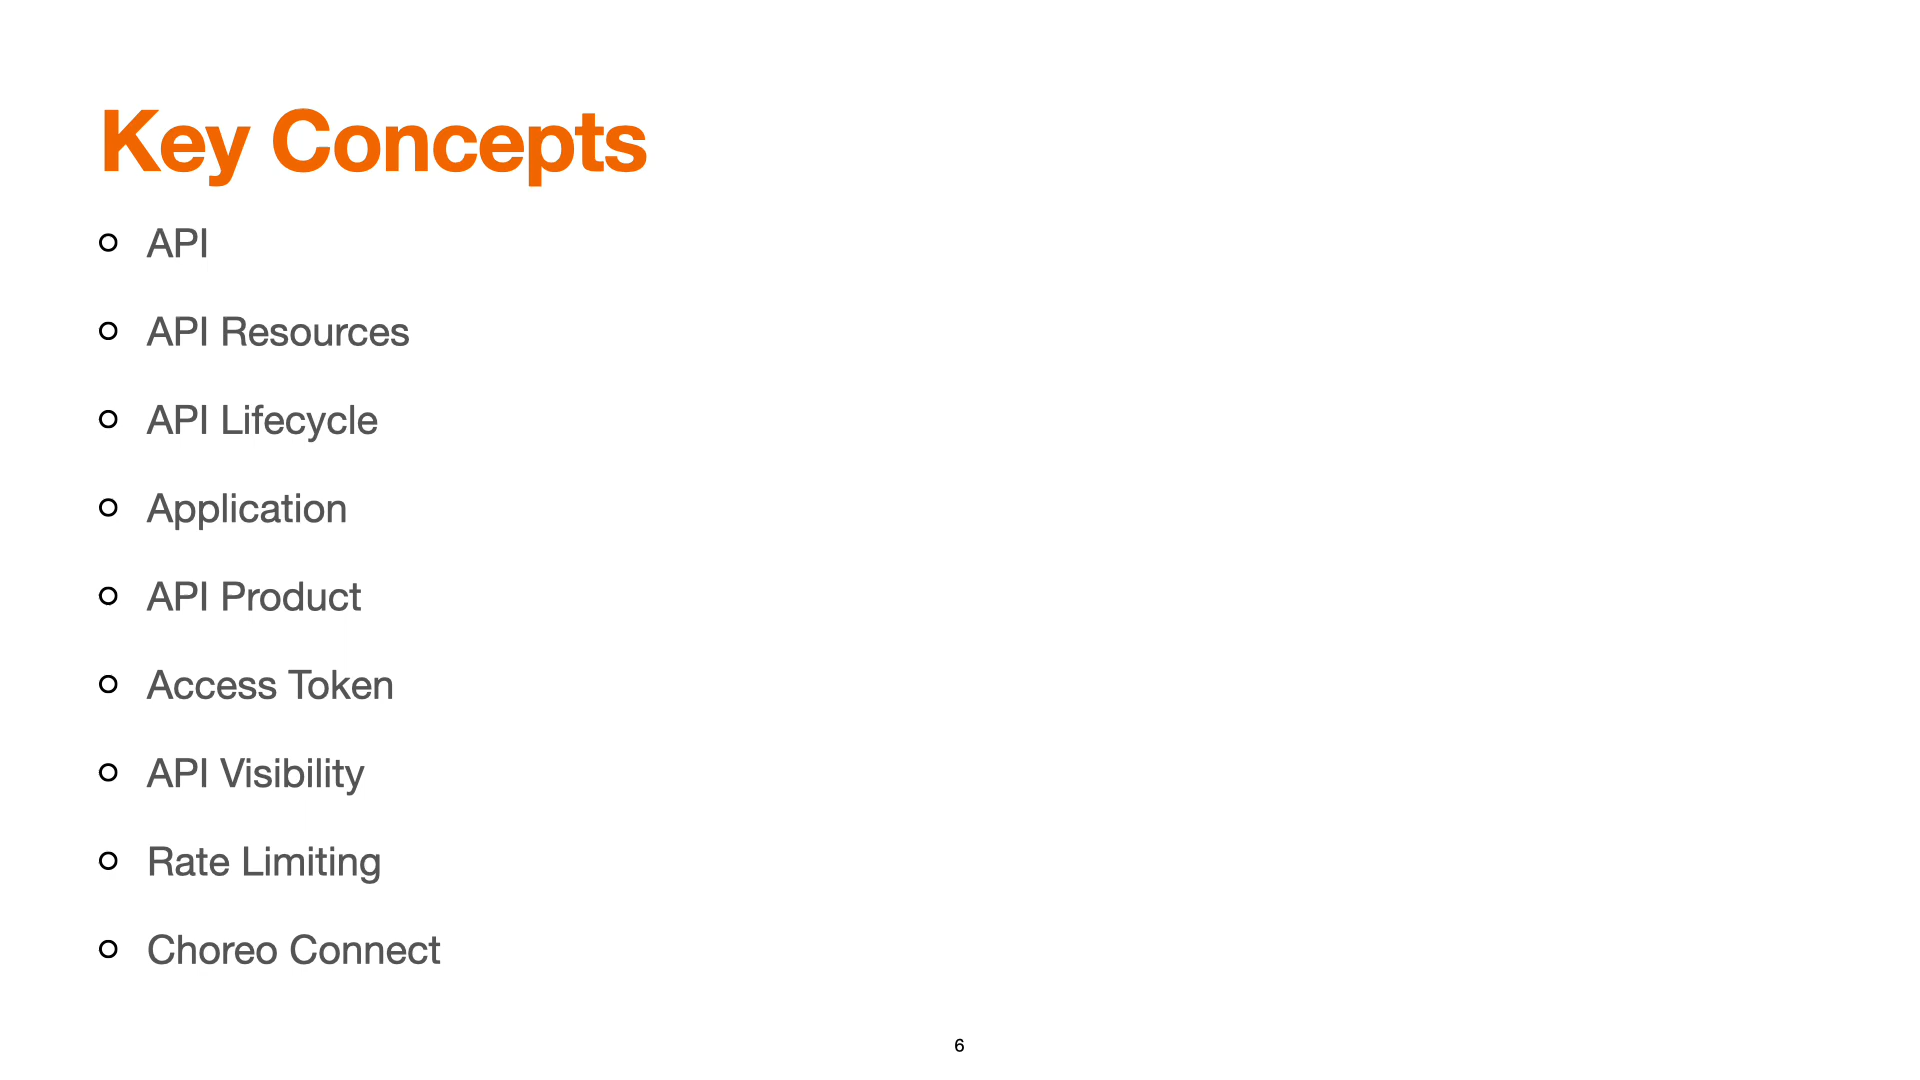 Key Concepts
API
API Resources
API Lifecycle
Application
API Product
Access Token
API Visibility
Rate Limiting
Choreo Connect
6